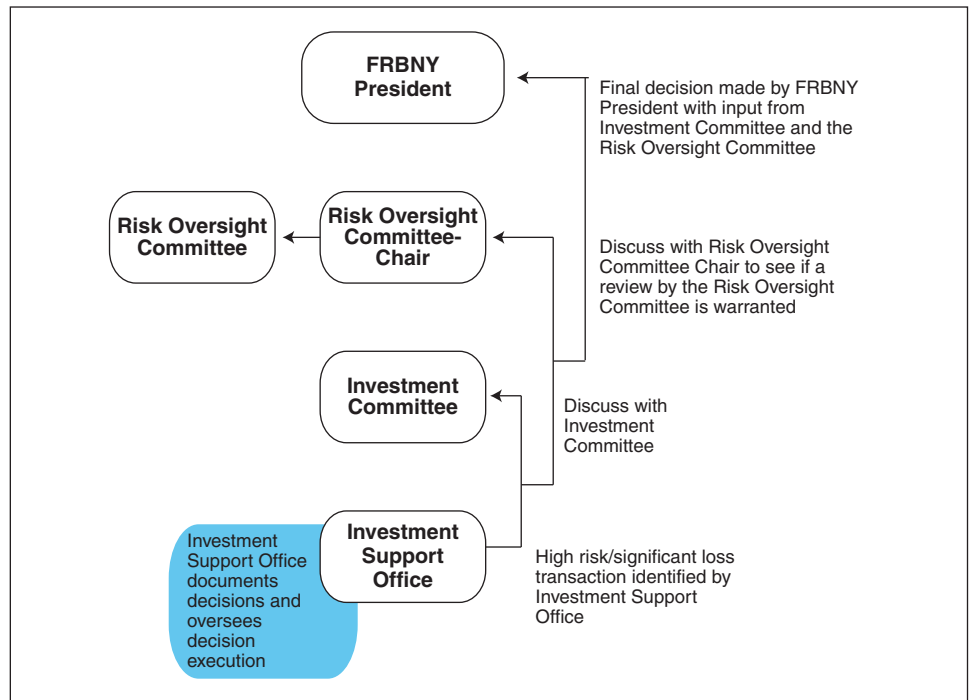 FRBNY
President
Final decision made by FRBNY
President with input from
Investment Committee and the
Risk Oversight Committee
Risk Oversight
Committee
Risk Oversight
Committee-
Chair
Discuss with Risk Oversight
Committee Chair to see if a
review by the Risk Oversight
Committee is warranted
Investment
Committee
Discuss with
Investment
Committee
Investment
Support Office
documents
decisions and
oversees
decision
execution
Investment
Support
Office
High risk/significant loss
transaction identified by
Investment Support
Office